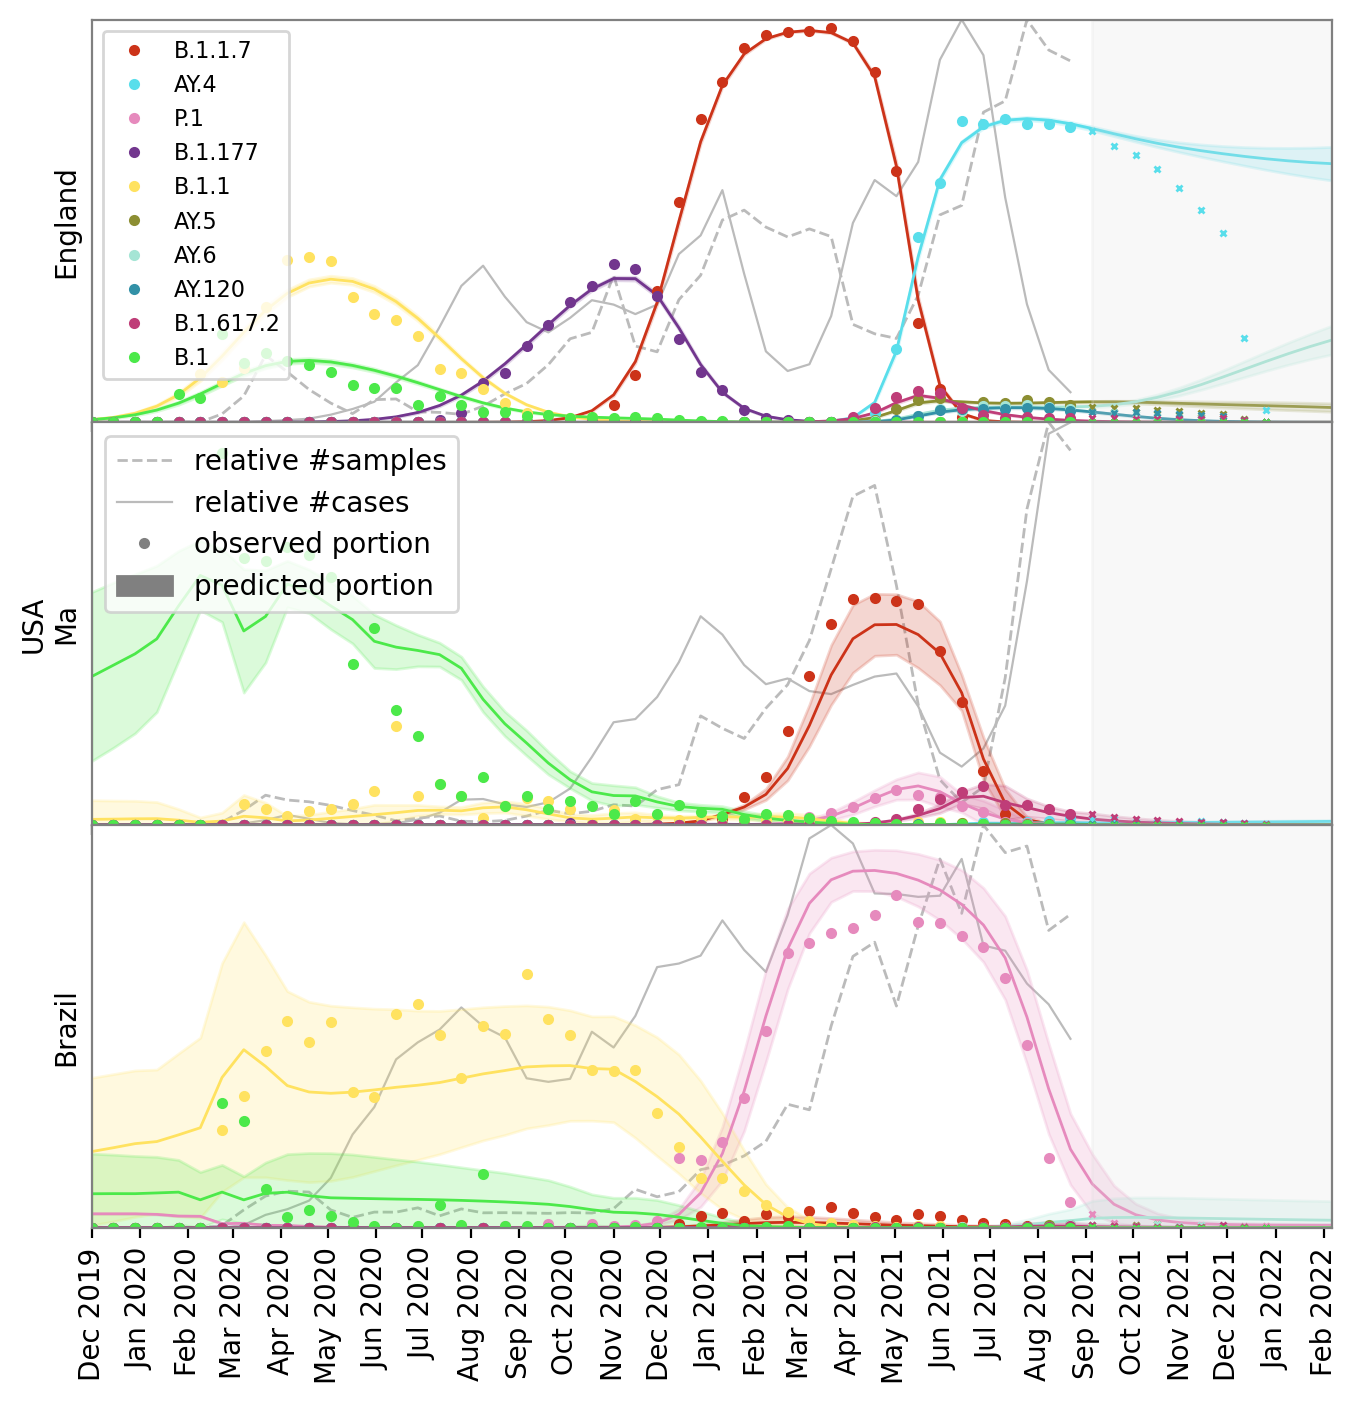 B.1.1.7
AY.4
P.1
B.1.177
B.1.1
AY.5
AY.6
AY.120
B.1.617.2
B.1
England
relative #samples
relative #cases
observed portion
predicted portion
USA
Ma
Brazil
Dec 2019
Jan 2020
Feb 2020
Mar 2020
Apr 2020
May 2020
Jun 2020
Jul 2020
Aug 2020
Sep 2020
Oct 2020
Nov 2020
Dec 2020
Jan 2021
Feb 2021
Mar 2021
Apr 2021
May 2021
Jun 2021
Jul 2021
Aug 2021
Sep 2021
Oct 2021
Nov 2021
Dec 2021
Jan 2022
Feb 2022